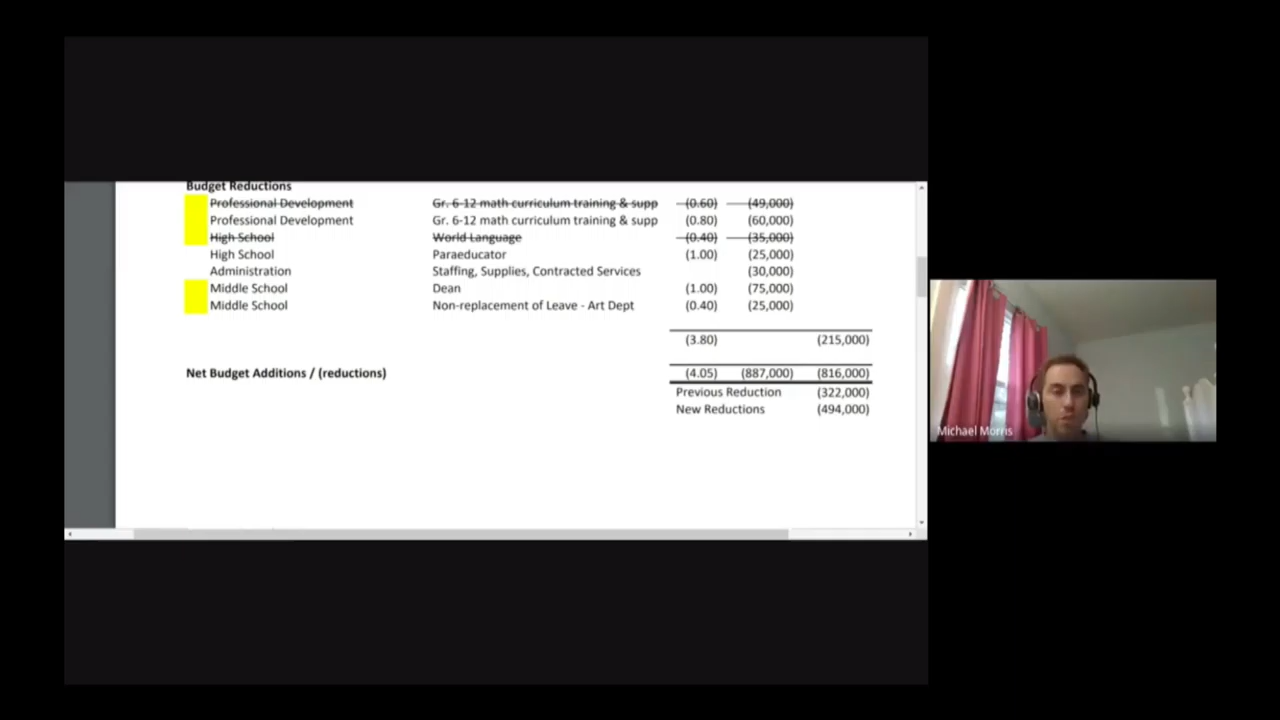 Budget Reductions
Professional Development Gr. 6-12 math curriculum training & supp (0.60) (49,000)
Professional Development Gr. 6-12 math curriculum training & supp (0.80) (60,000)
High School World Language (0.40) (35,000)
High School Paraeducator (1.00) (25,000)
Administration Staffing, Supplies, Contracted Services (30,000)
Middle School Dean (1.00) (75,000)
Middle School Non-replacement of Leave - Art Dept (0.40) (25,000)
(3.80) (215,000)
Net Budget Additions / (reductions) (4.05) (887,000) (816,000)
Previous Reduction (322,000)
New Reductions (494,000)
Michael Morris